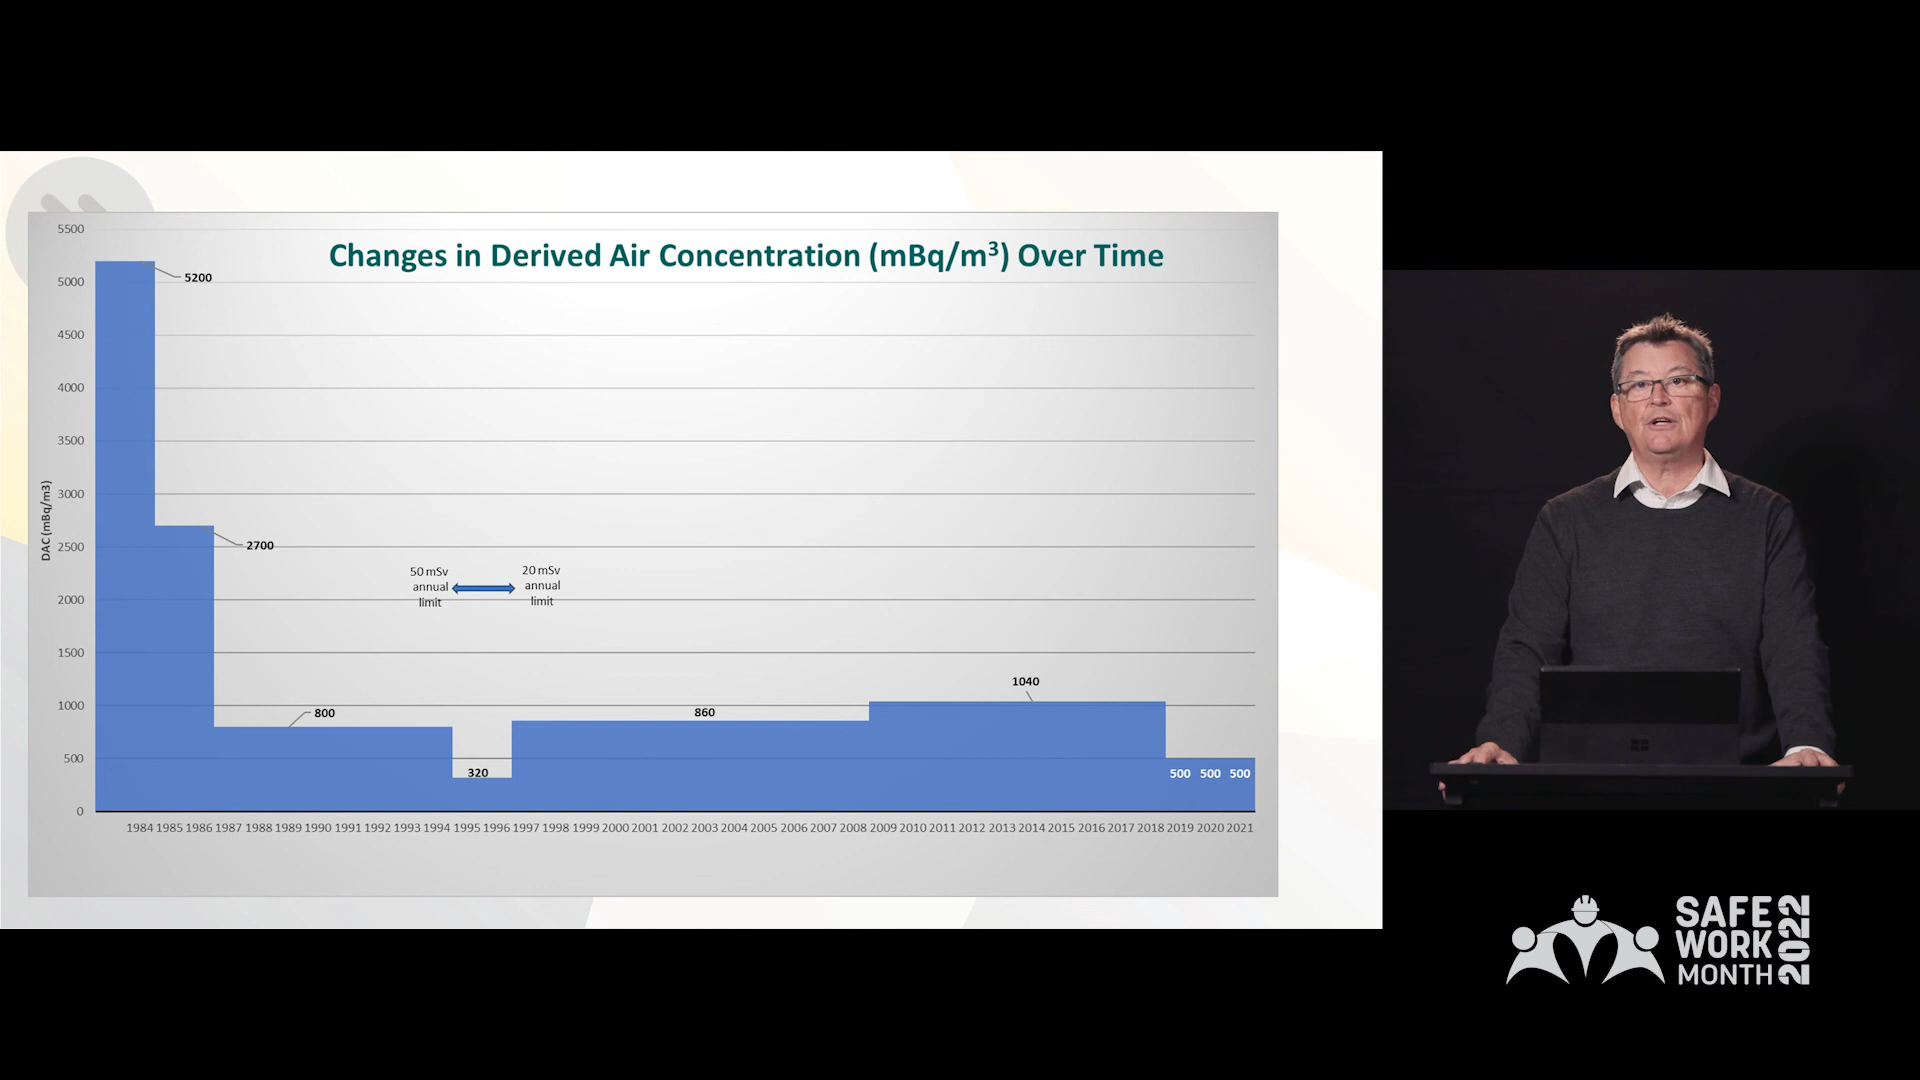 Changes in Derived Air Concentration (mBq/m³) Over Time
5500
5000
4500
4000
3500
3000
2500
2000
1500
1000
500
0
DAC (mBq/m3)
5200
2700
50 mSv
annual
limit
20 mSv
annual
limit
800
320
860
1040
500 500 500
1984 1985 1986 1987 1988 1989 1990 1991 1992 1993 1994 1995 1996 1997 1998 1999 2000 2001 2002 2003 2004 2005 2006 2007 2008 2009 2010 2011 2012 2013 2014 2015 2016 2017 2018 2019 2020 2021
SAFE
WORK
MONTH
2022